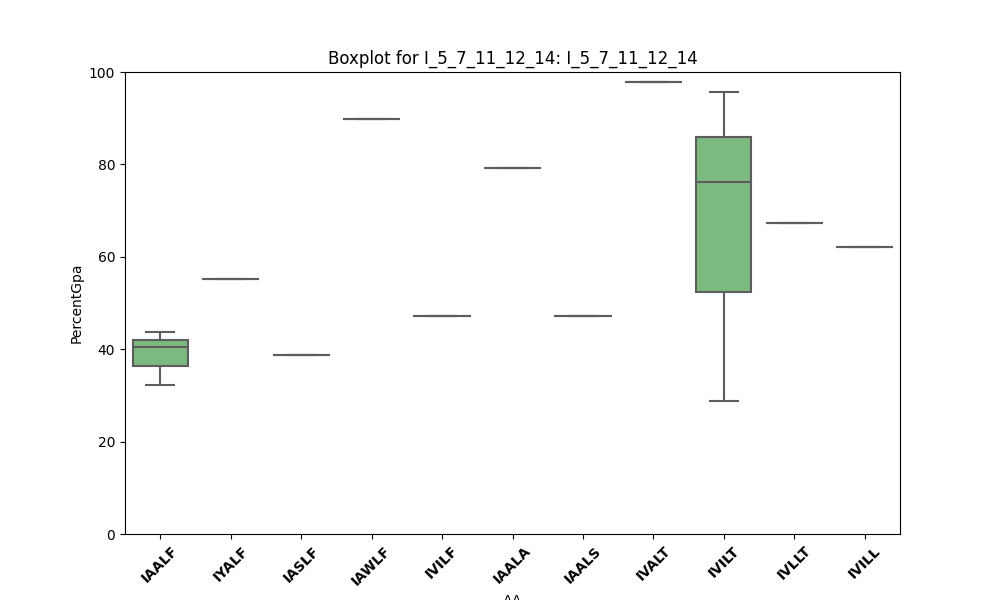 Boxplot for I_5_7_11_12_14: I_5_7_11_12_14
100
80
60
40
20
0
PercentGpa
IAALF
IYALF
IASLF
IAWLF
IVILF
IAALA
IAALS
IVALT
IVILT
IVLLT
IVILL
AA